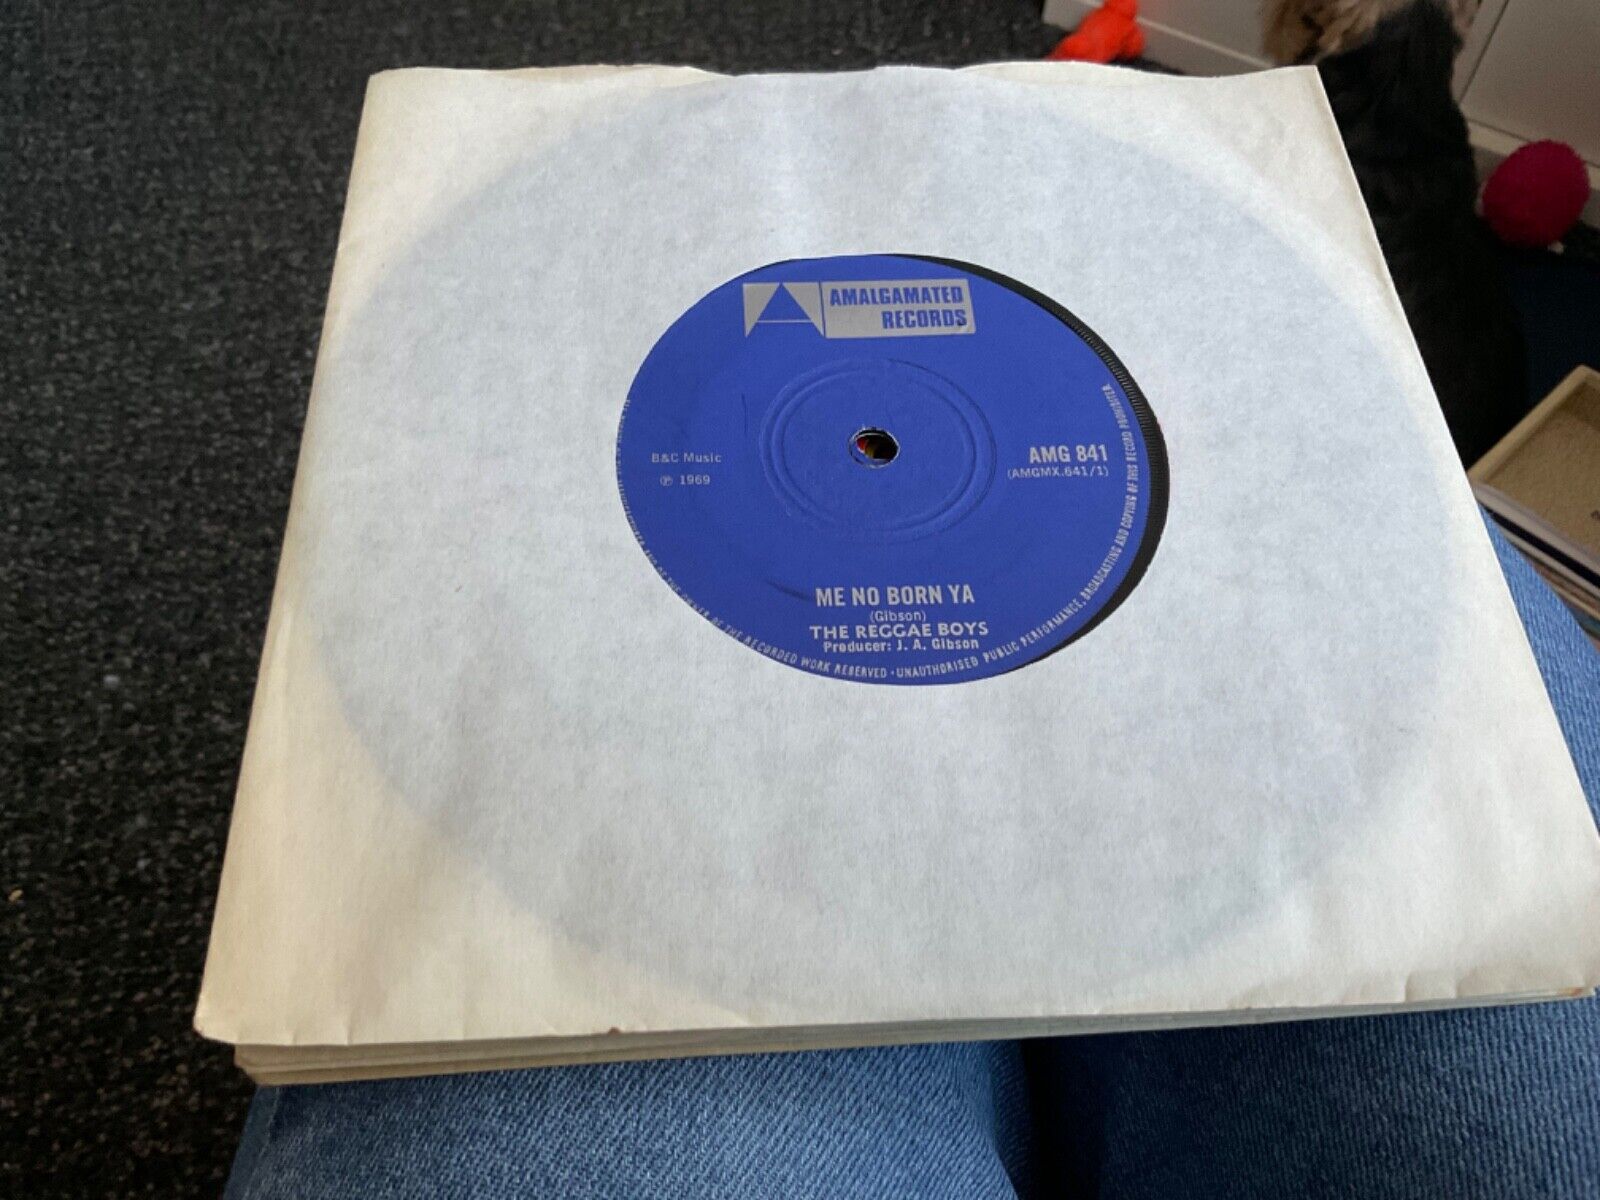 AMALGAMATED
RECORDS
B&C Music
℗ 1969
AMG 841
(AMGMX.641/1)
ME NO BORN YA
(Gibson)
THE REGGAE BOYS
Producer: J. A. Gibson
OF THE RECORDED WORK RESERVED · UNAUTHORISED PUBLIC PERFORMANCE, BROADCASTING AND COPYING OF THIS RECORD PROHIBITED